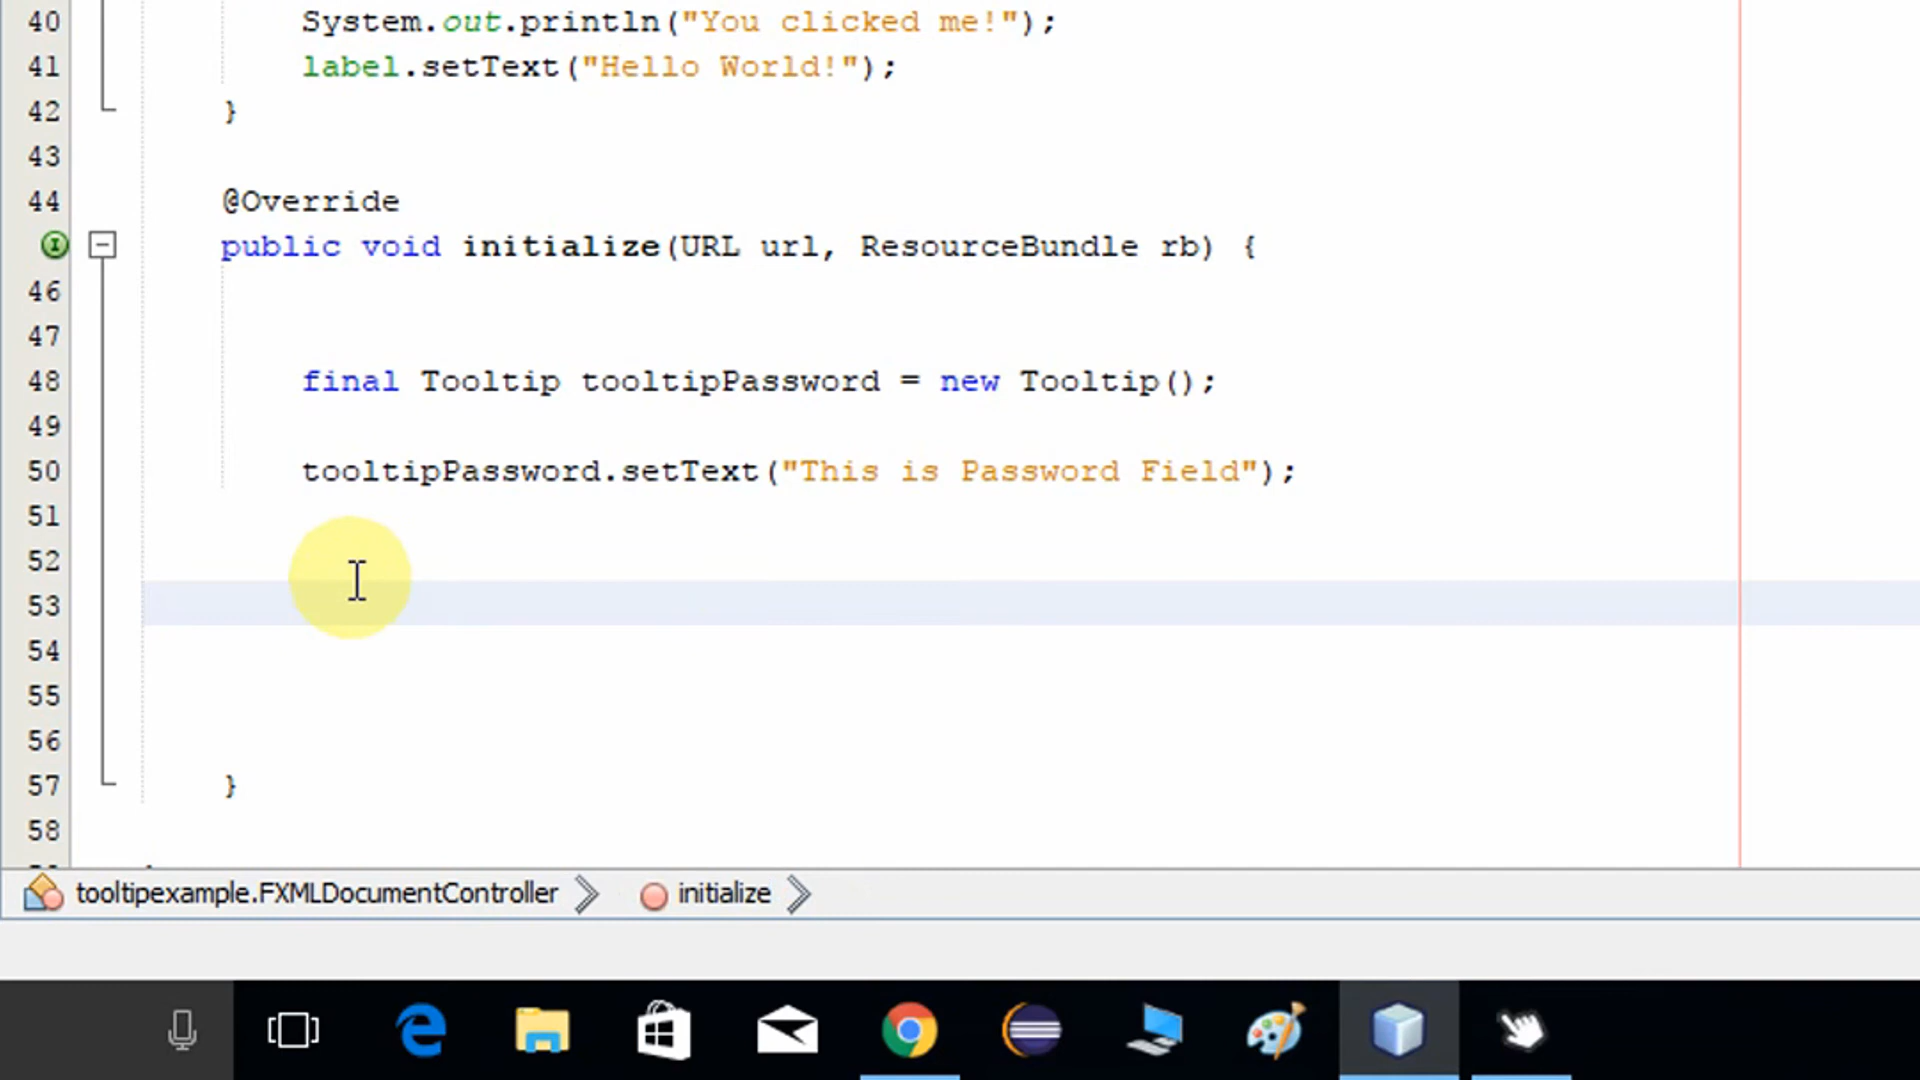 40 System.out.println("You clicked me!");
41 label.setText("Hello World!");
42 }
43
44 @Override
public void initialize(URL url, ResourceBundle rb) {
46
47
48 final Tooltip tooltipPassword = new Tooltip();
49
50 tooltipPassword.setText("This is Password Field");
51
52
53
54
55
56
57 }
58
tooltipexample.FXMLDocumentController initialize